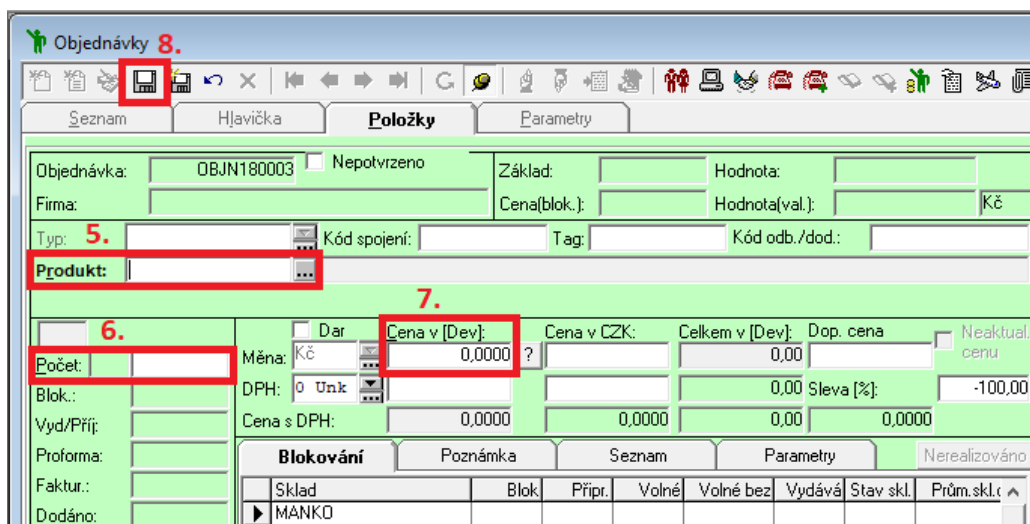 Objednávky 8.
Seznam Hlavička Položky Parametry
Objednávka: OBJN180003 Nepotvrzeno Základ: Hodnota:
Firma: Cena(blok.): Hodnota(val.): Kč
Typ: 5. Kód spojení: Tag: Kód odb./dod.:
Produkt:
7.
6. Dar Cena v [Dev]: Cena v CZK: Celkem v [Dev]: Dop. cena Neaktual.
Počet: Měna: Kč 0,0000 ? 0,00 cenu
Blok.: DPH: 0 Unk 0,00 Sleva [%]: -100,00
Vyd/Příj: Cena s DPH: 0,0000 0,0000 0,00 0,0000
Proforma: Blokování Poznámka Seznam Parametry Nerealizováno
Faktur.: Sklad Blok Přípr. Volné Volné bez Vydává Stav skl. Prům.skl.
Dodáno: MANKO